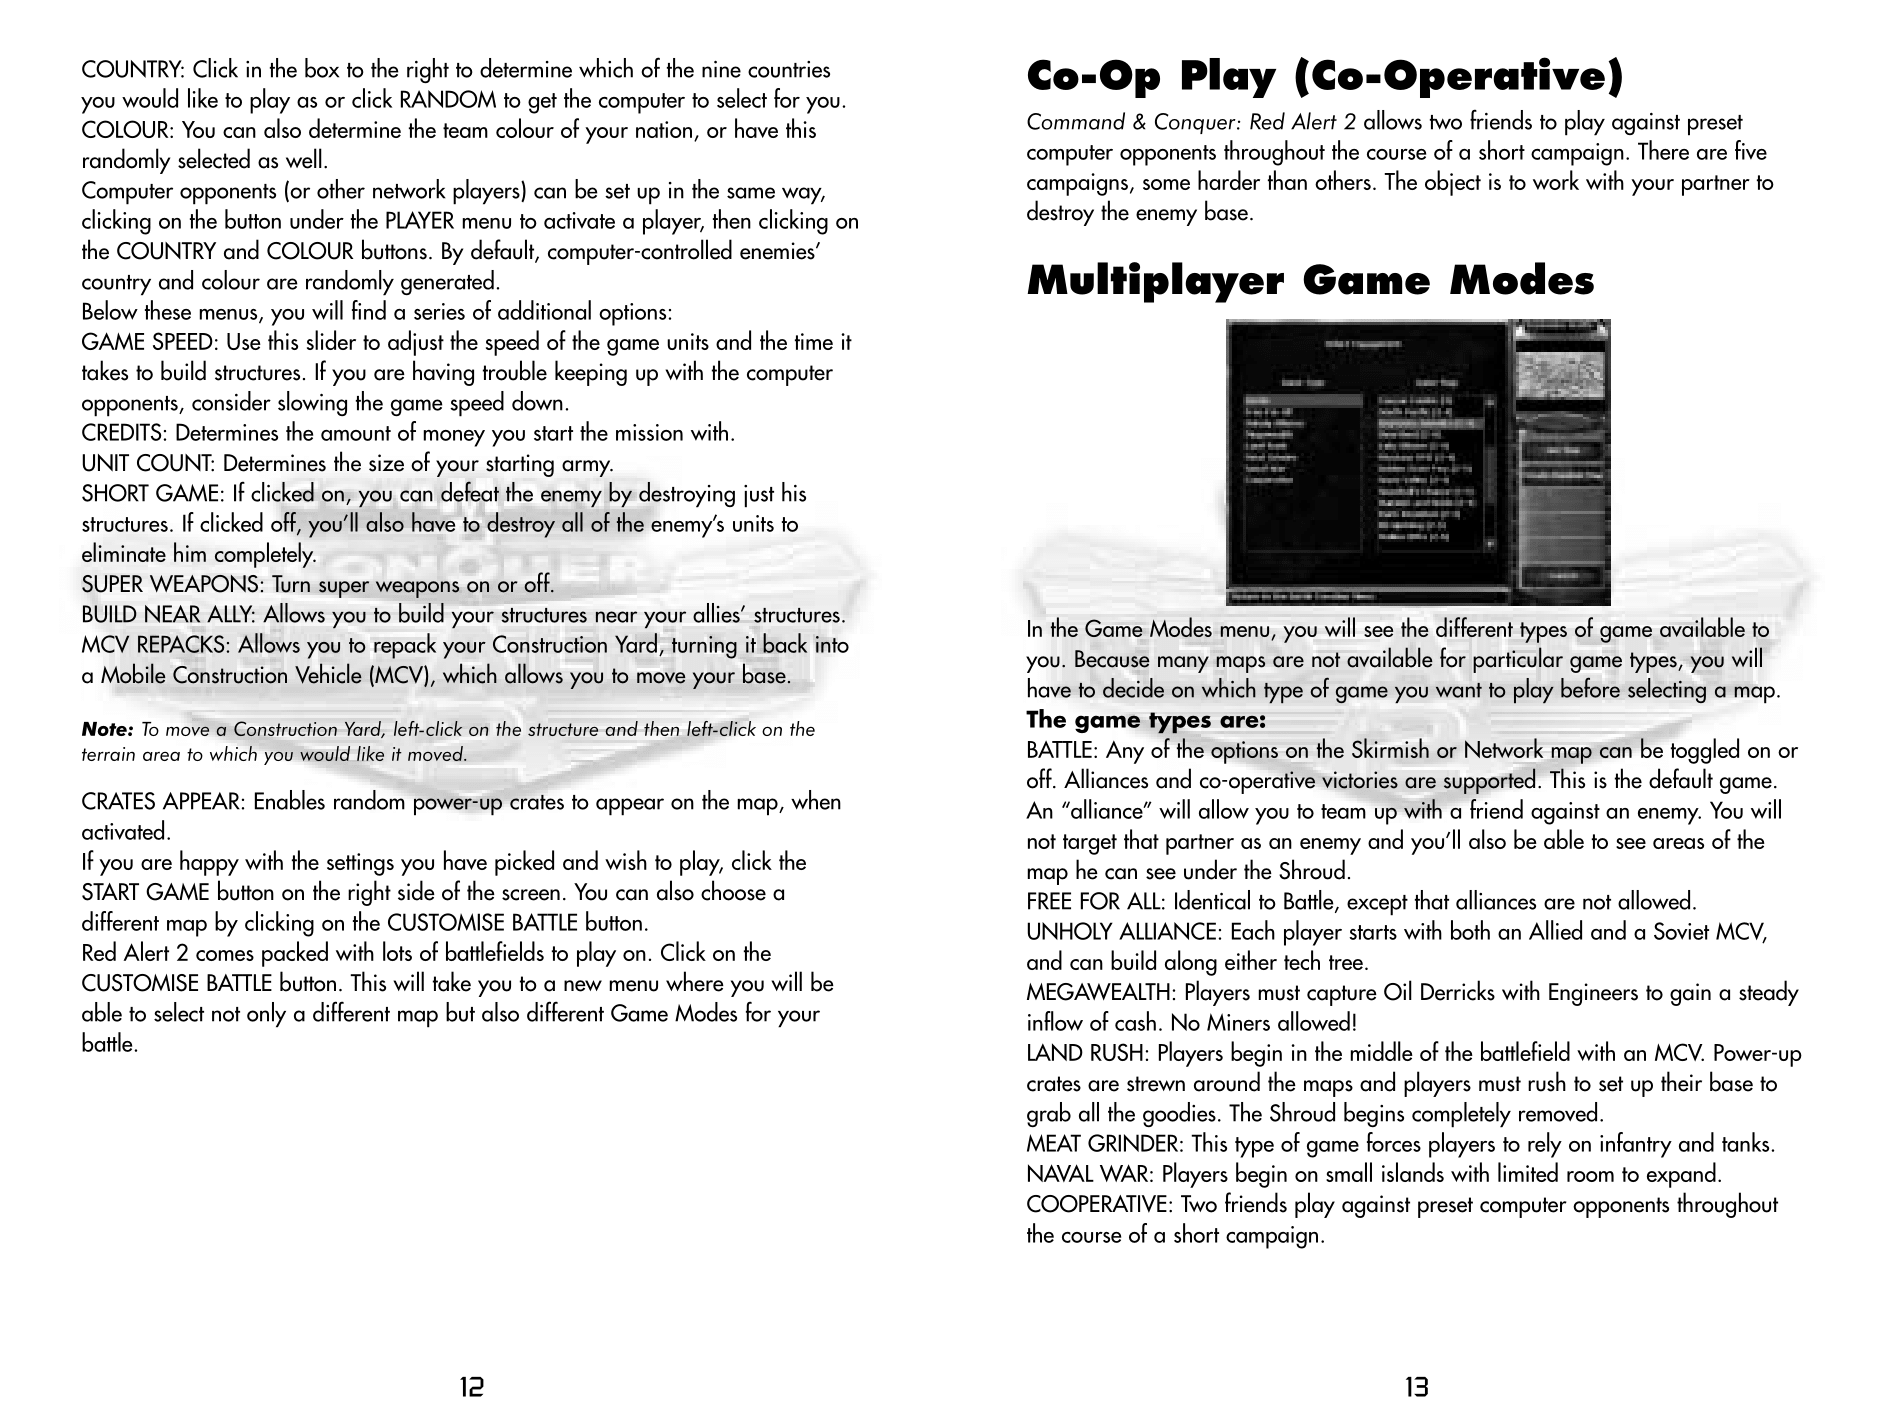 COUNTRY: Click in the box to the right to determine which of the nine countries
you would like to play as or click RANDOM to get the computer to select for you.
COLOUR: You can also determine the team colour of your nation, or have this
randomly selected as well.
Computer opponents (or other network players) can be set up in the same way,
clicking on the button under the PLAYER menu to activate a player, then clicking on
the COUNTRY and COLOUR buttons. By default, computer-controlled enemies’
country and colour are randomly generated.
Below these menus, you will find a series of additional options:
GAME SPEED: Use this slider to adjust the speed of the game units and the time it
takes to build structures. If you are having trouble keeping up with the computer
opponents, consider slowing the game speed down.
CREDITS: Determines the amount of money you start the mission with.
UNIT COUNT: Determines the size of your starting army.
SHORT GAME: If clicked on, you can defeat the enemy by destroying just his
structures. If clicked off, you’ll also have to destroy all of the enemy’s units to
eliminate him completely.
SUPER WEAPONS: Turn super weapons on or off.
BUILD NEAR ALLY: Allows you to build your structures near your allies’ structures.
MCV REPACKS: Allows you to repack your Construction Yard, turning it back into
a Mobile Construction Vehicle (MCV), which allows you to move your base.
Note: To move a Construction Yard, left-click on the structure and then left-click on the
terrain area to which you would like it moved.
CRATES APPEAR: Enables random power-up crates to appear on the map, when
activated.
If you are happy with the settings you have picked and wish to play, click the
START GAME button on the right side of the screen. You can also choose a
different map by clicking on the CUSTOMISE BATTLE button.
Red Alert 2 comes packed with lots of battlefields to play on. Click on the
CUSTOMISE BATTLE button. This will take you to a new menu where you will be
able to select not only a different map but also different Game Modes for your
battle.
12
Co-Op Play (Co-Operative)
Command & Conquer: Red Alert 2 allows two friends to play against preset
computer opponents throughout the course of a short campaign. There are five
campaigns, some harder than others. The object is to work with your partner to
destroy the enemy base.
Multiplayer Game Modes
In the Game Modes menu, you will see the different types of game available to
you. Because many maps are not available for particular game types, you will
have to decide on which type of game you want to play before selecting a map.
The game types are:
BATTLE: Any of the options on the Skirmish or Network map can be toggled on or
off. Alliances and co-operative victories are supported. This is the default game.
An “alliance” will allow you to team up with a friend against an enemy. You will
not target that partner as an enemy and you’ll also be able to see areas of the
map he can see under the Shroud.
FREE FOR ALL: Identical to Battle, except that alliances are not allowed.
UNHOLY ALLIANCE: Each player starts with both an Allied and a Soviet MCV,
and can build along either tech tree.
MEGAWEALTH: Players must capture Oil Derricks with Engineers to gain a steady
inflow of cash. No Miners allowed!
LAND RUSH: Players begin in the middle of the battlefield with an MCV. Power-up
crates are strewn around the maps and players must rush to set up their base to
grab all the goodies. The Shroud begins completely removed.
MEAT GRINDER: This type of game forces players to rely on infantry and tanks.
NAVAL WAR: Players begin on small islands with limited room to expand.
COOPERATIVE: Two friends play against preset computer opponents throughout
the course of a short campaign.
13